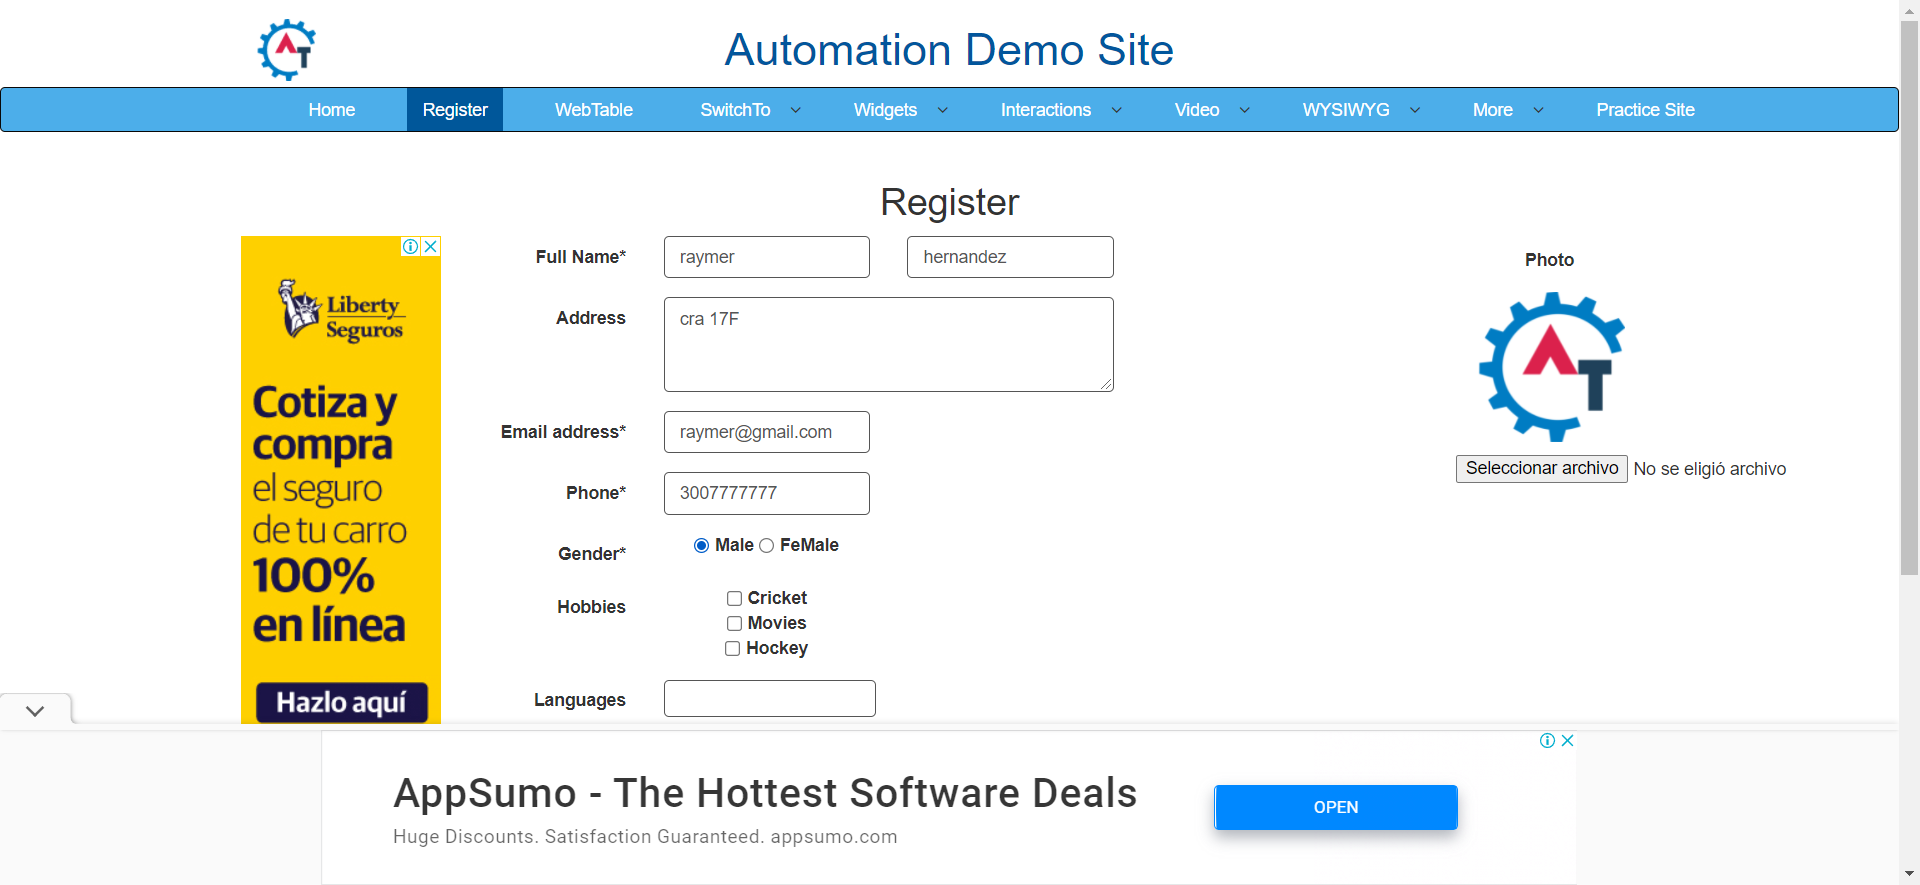 AT
Automation Demo Site
Home Register WebTable SwitchTo Widgets Interactions Video WYSIWYG More Practice Site
Register
Full Name* raymer hernandez
Address cra 17F
Email address* raymer@gmail.com
Phone* 3007777777
Gender* Male FeMale
Hobbies
Cricket
Movies
Hockey
Languages
Photo
AT
Seleccionar archivo No se eligió archivo
Liberty
Seguros
Cotiza y
compra
el seguro
de tu carro
100%
en línea
Hazlo aquí
AppSumo - The Hottest Software Deals
Huge Discounts. Satisfaction Guaranteed. appsumo.com
OPEN